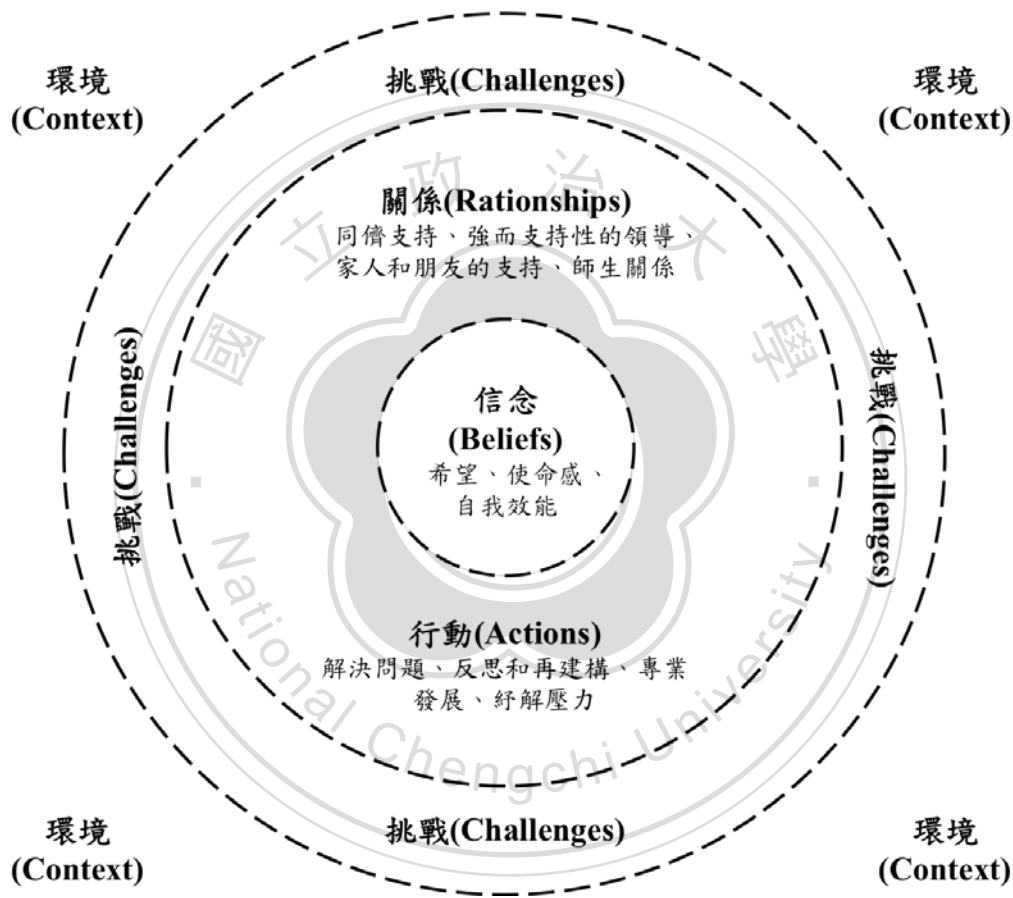 環境
(Context)
挑戰(Challenges)
環境
(Context)
關係(Rationships)
同儕支持、強而支持性的領導、
家人和朋友的支持、師生關係
挑戰(Challenges)
信念
(Beliefs)
希望、使命感、
自我效能
挑戰(Challenges)
行動(Actions)
解決問題、反思和再建構、專業
發展、紓解壓力
環境
(Context)
挑戰(Challenges)
環境
(Context)
國立政治大學
National Chengchi University